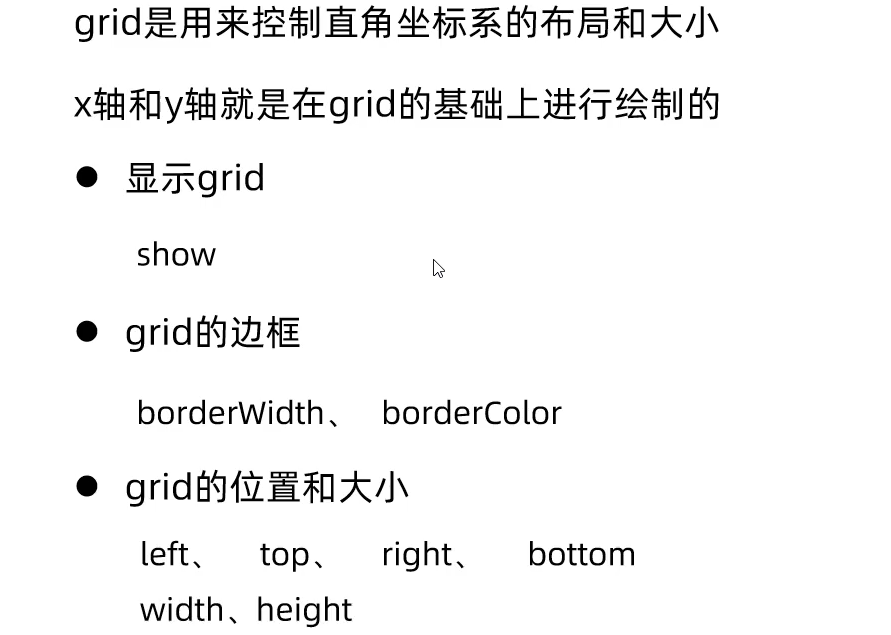 grid是用来控制直角坐标系的布局和大小
x轴和y轴就是在grid的基础上进行绘制的
● 显示grid
show
● grid的边框
borderWidth、 borderColor
● grid的位置和大小
left、 top、 right、 bottom
width、height